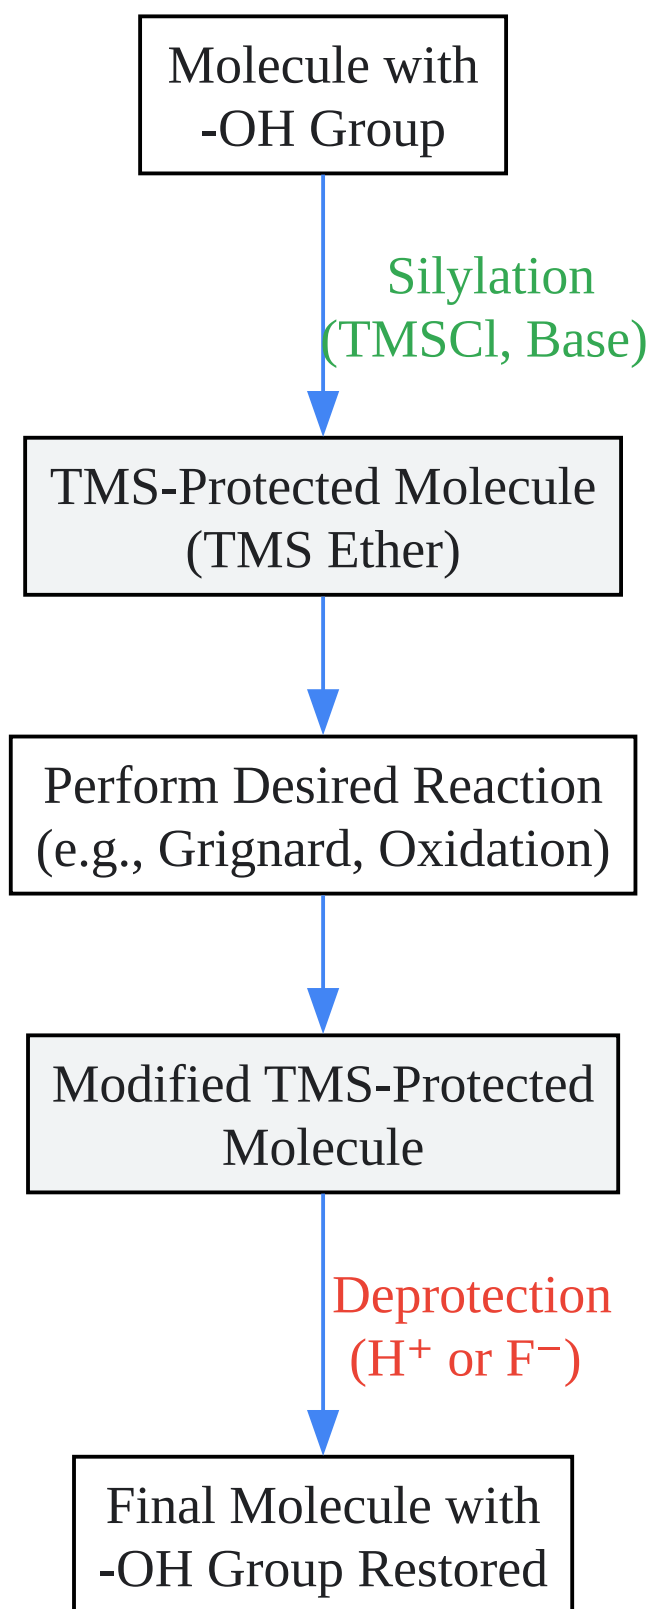 Molecule with
-OH Group
Silylation
(TMSCl, Base)
TMS-Protected Molecule
(TMS Ether)
Perform Desired Reaction
(e.g., Grignard, Oxidation)
Modified TMS-Protected
Molecule
Deprotection
(H⁺ or F⁻)
Final Molecule with
-OH Group Restored